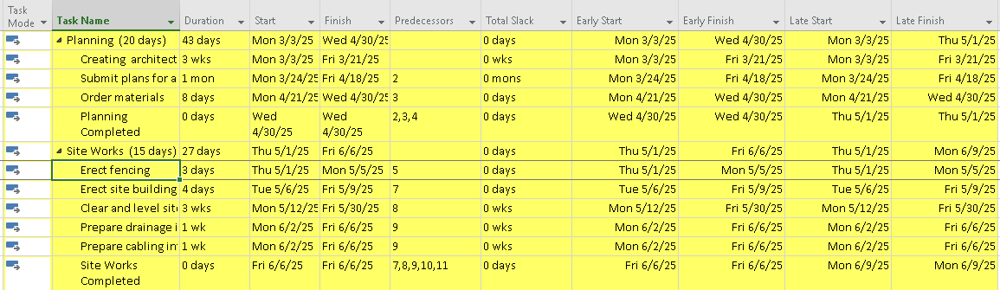 Task Mode Task Name Duration Start Finish Predecessors Total Slack Early Start Early Finish Late Start Late Finish
Planning (20 days) 43 days Mon 3/3/25 Wed 4/30/25 0 days Mon 3/3/25 Wed 4/30/25 Mon 3/3/25 Thu 5/1/25
Creating architect 3 wks Mon 3/3/25 Fri 3/21/25 0 wks Mon 3/3/25 Fri 3/21/25 Mon 3/3/25 Fri 3/21/25
Submit plans for a 1 mon Mon 3/24/25 Fri 4/18/25 2 0 mons Mon 3/24/25 Fri 4/18/25 Mon 3/24/25 Fri 4/18/25
Order materials 8 days Mon 4/21/25 Wed 4/30/25 3 0 days Mon 4/21/25 Wed 4/30/25 Mon 4/21/25 Wed 4/30/25
Planning Completed 0 days Wed 4/30/25 Wed 4/30/25 2,3,4 0 days Wed 4/30/25 Wed 4/30/25 Thu 5/1/25 Thu 5/1/25
Site Works (15 days) 27 days Thu 5/1/25 Fri 6/6/25 0 days Thu 5/1/25 Fri 6/6/25 Thu 5/1/25 Mon 6/9/25
Erect fencing 3 days Thu 5/1/25 Mon 5/5/25 5 0 days Thu 5/1/25 Mon 5/5/25 Thu 5/1/25 Mon 5/5/25
Erect site building 4 days Tue 5/6/25 Fri 5/9/25 7 0 days Tue 5/6/25 Fri 5/9/25 Tue 5/6/25 Fri 5/9/25
Clear and level site 3 wks Mon 5/12/25 Fri 5/30/25 8 0 wks Mon 5/12/25 Fri 5/30/25 Mon 5/12/25 Fri 5/30/25
Prepare drainage i 1 wk Mon 6/2/25 Fri 6/6/25 9 0 wks Mon 6/2/25 Fri 6/6/25 Mon 6/2/25 Fri 6/6/25
Prepare cabling in 1 wk Mon 6/2/25 Fri 6/6/25 9 0 wks Mon 6/2/25 Fri 6/6/25 Mon 6/2/25 Fri 6/6/25
Site Works Completed 0 days Fri 6/6/25 Fri 6/6/25 7,8,9,10,11 0 days Fri 6/6/25 Fri 6/6/25 Mon 6/9/25 Mon 6/9/25